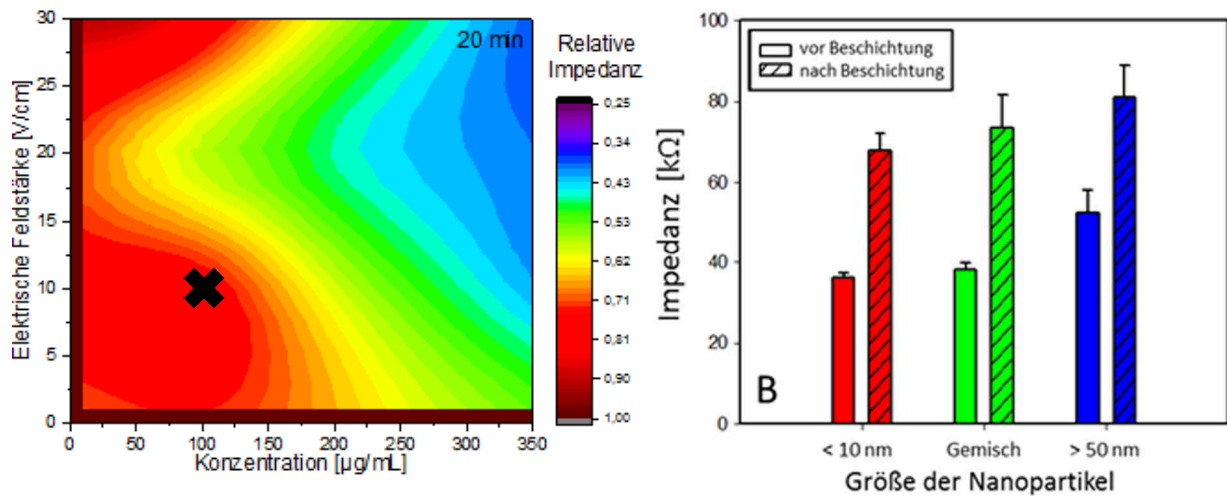 20 min
Elektrische Feldstärke [V/cm]
30
25
20
15
10
5
0
0 50 100 150 200 250 300 350
Konzentration [µg/mL]
Relative
Impedanz
0,25
0,34
0,43
0,53
0,62
0,71
0,81
0,90
1,00
Impedanz [kΩ]
100
80
60
40
20
0
vor Beschichtung
nach Beschichtung
B
< 10 nm Gemisch > 50 nm
Größe der Nanopartikel